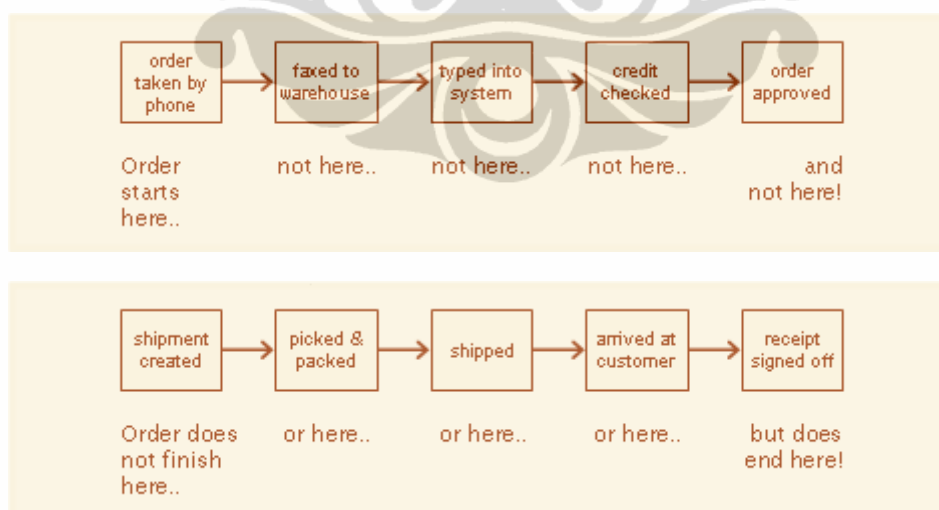 order
taken by
phone
faxed to
warehouse
typed into
system
credit
checked
order
approved
Order
starts
here..
not here..
not here..
not here..
and
not here!
shipment
created
picked &
packed
shipped
arrived at
customer
receipt
signed off
Order does
not finish
here..
or here..
or here..
or here..
but does
end here!